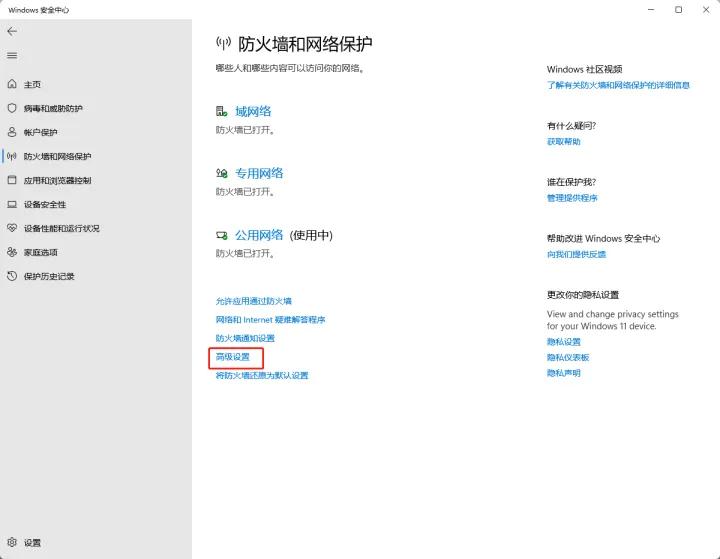 Windows 安全中心
主页
病毒和威胁防护
帐户保护
防火墙和网络保护
应用和浏览器控制
设备安全性
设备性能和运行状况
家庭选项
保护历史记录
设置
防火墙和网络保护
哪些人和哪些内容可以访问你的网络。
域网络
防火墙已打开。
专用网络
防火墙已打开。
公用网络 (使用中)
防火墙已打开。
允许应用通过防火墙
网络和 Internet 疑难解答程序
防火墙通知设置
高级设置
将防火墙还原为默认设置
Windows 社区视频
了解有关防火墙和网络保护的详细信息
有什么疑问?
获取帮助
谁在保护我?
管理提供程序
帮助改进 Windows 安全中心
向我们提供反馈
更改你的隐私设置
View and change privacy settings
for your Windows 11 device.
隐私设置
隐私仪表板
隐私声明